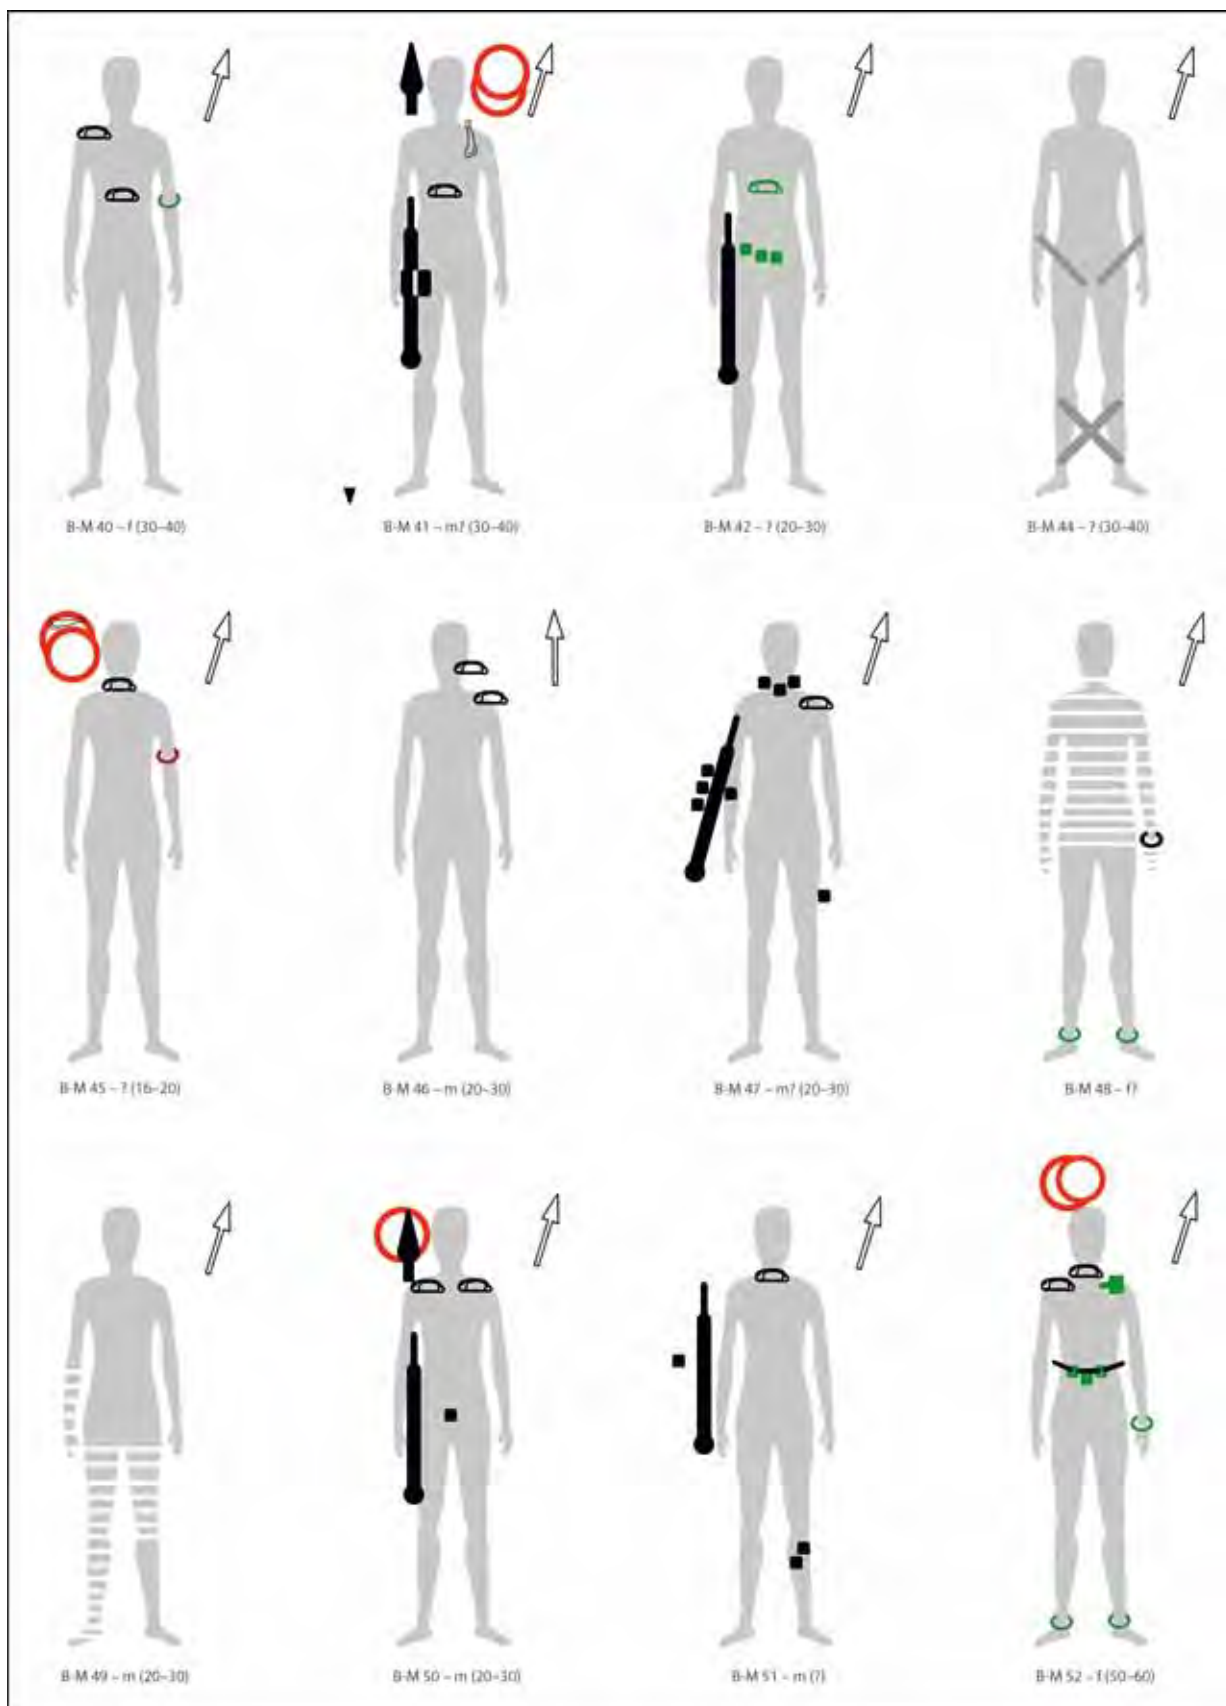 B-M 40 – f (30–40)
B-M 41 – m? (30–40)
B-M 42 – ? (20–30)
B-M 44 – ? (30–40)
B-M 45 – ? (16–20)
B-M 46 – m (20–30)
B-M 47 – m? (20–30)
B-M 48 – f?
B-M 49 – m (20–30)
B-M 50 – m (20–30)
B-M 51 – m (?)
B-M 52 – f (50–60)